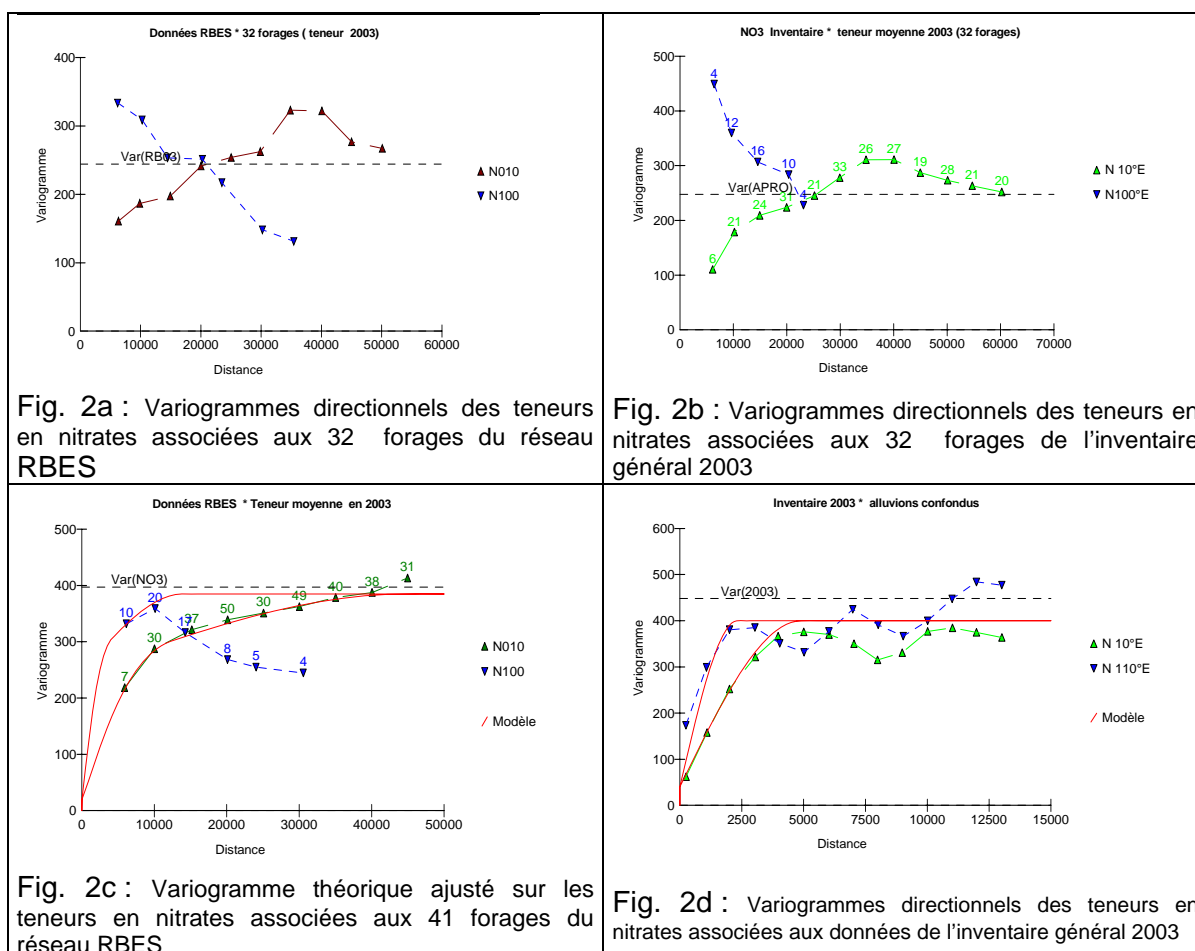 Données RBES * 32 forages ( teneur 2003)
400
300
200
100
0
Variogramme
Var(RB03)
N010
N100
0 10000 20000 30000 40000 50000 60000
Distance
Fig. 2a : Variogrammes directionnels des teneurs
en nitrates associées aux 32 forages du réseau
RBES
NO3 Inventaire * teneur moyenne 2003 (32 forages)
500
400
300
200
100
0
Variogramme
4
12
16
10
4
Var(APRO)
6
21
24
31
21
33
26
27
19
28
21
20
N 10°E
N100°E
0 10000 20000 30000 40000 50000 60000 70000
Distance
Fig. 2b : Variogrammes directionnels des teneurs en
nitrates associées aux 32 forages de l'inventaire
général 2003
Données RBES * Teneur moyenne en 2003
500
400
300
200
100
0
Variogramme
Var(NO3)
10
20
17
8
5
4
7
30
37
50
30
49
40
38
31
N010
N100
Modèle
0 10000 20000 30000 40000 50000
Distance
Fig. 2c : Variogramme théorique ajusté sur les
teneurs en nitrates associées aux 41 forages du
réseau RBES
Inventaire 2003 * alluvions confondus
600
500
400
300
200
100
0
Variogramme
Var(2003)
N 10°E
N 110°E
Modèle
0 2500 5000 7500 10000 12500 15000
Distance
Fig. 2d : Variogrammes directionnels des teneurs en
nitrates associées aux données de l'inventaire général 2003